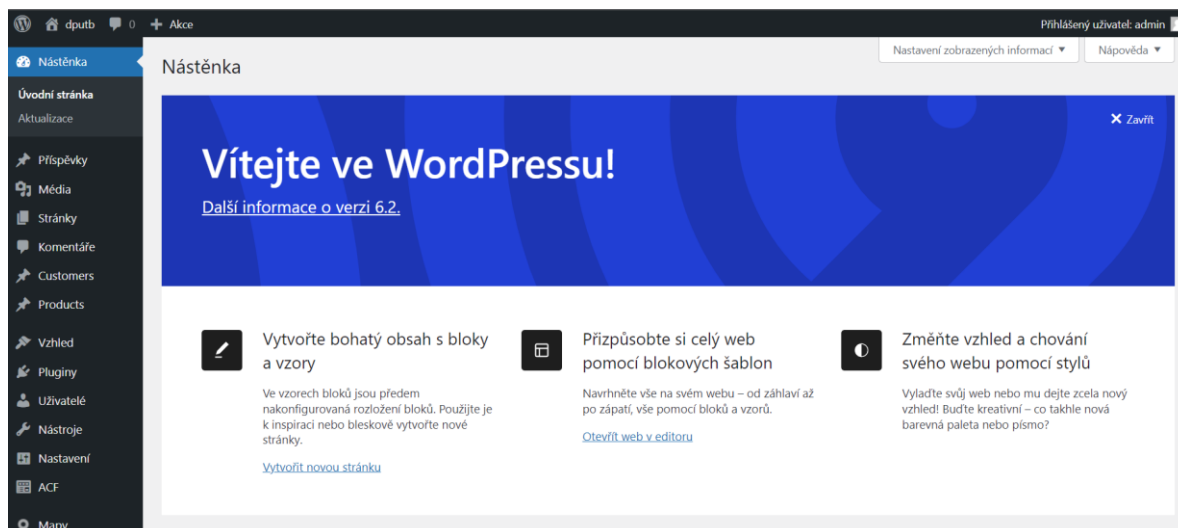 dputb 0 + Akce Přihlášený uživatel: admin
Nastavení zobrazených informací ▼ Nápověda ▼
Nástěnka
Úvodní stránka
Aktualizace
Příspěvky
Média
Stránky
Komentáře
Customers
Products
Vzhled
Pluginy
Uživatelé
Nástroje
Nastavení
ACF
Mapy
Nástěnka
Zavřít
Vítejte ve WordPressu!
Další informace o verzi 6.2.
Vytvořte bohatý obsah s bloky
a vzory
Ve vzorech bloků jsou předem
nakonfigurovaná rozložení bloků. Použijte je
k inspiraci nebo bleskově vytvořte nové
stránky.
Vytvořit novou stránku
Přizpůsobte si celý web
pomocí blokových šablon
Navrhněte vše na svém webu – od záhlaví až
po zápatí, vše pomocí bloků a vzorů.
Otevřít web v editoru
Změňte vzhled a chování
svého webu pomocí stylů
Vylaďte svůj web nebo mu dejte zcela nový
vzhled! Buďte kreativní – co takhle nová
barevná paleta nebo písmo?